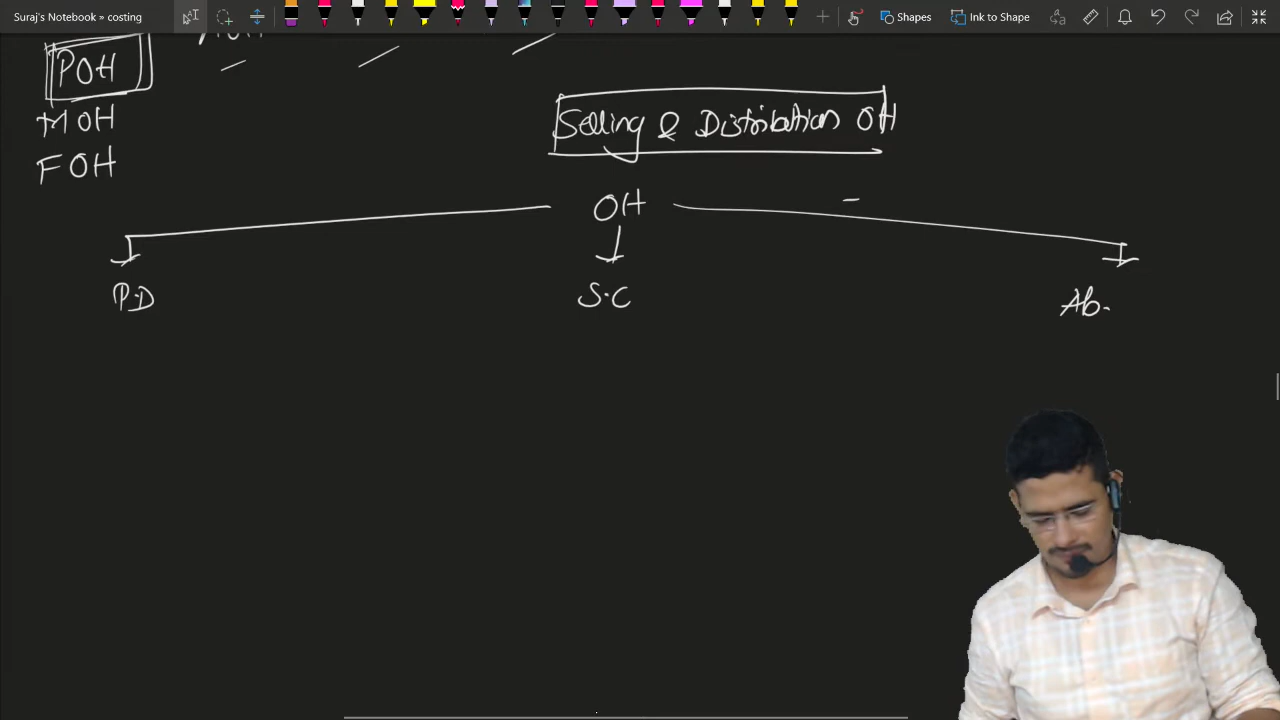 Suraj's Notebook » costing
Shapes
Ink to Shape
POH
MOH
FOH
Selling & Distribution OH
OH
P.D
S.C
Ab.